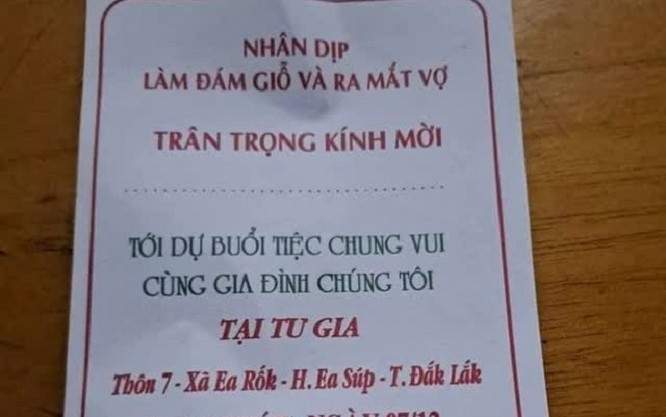 NHÂN DỊP
LÀM ĐÁM GIỖ VÀ RA MẮT VỢ
TRÂN TRỌNG KÍNH MỜI
TỚI DỰ BUỔI TIỆC CHUNG VUI
CÙNG GIA ĐÌNH CHÚNG TÔI
TẠI TƯ GIA
Thôn 7 - Xã Ea Rốk - H. Ea Súp - T. Đắk Lắk